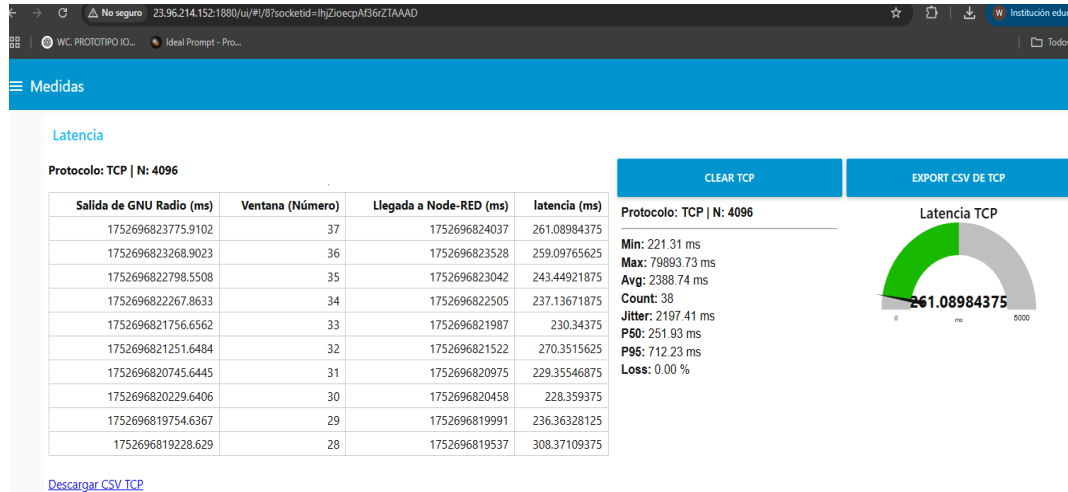 No seguro 23.96.214.152:1880/ui/#!/8?socketid=IhjZioecpAf36rZTAAAD
W Institución edu
WC. PROTOTIPO IO... Ideal Prompt - Pro... Todos
Medidas
Latencia
Protocolo: TCP | N: 4096
CLEAR TCP EXPORT CSV DE TCP
Salida de GNU Radio (ms) Ventana (Número) Llegada a Node-RED (ms) latencia (ms)
1752696823775.9102 37 1752696824037 261.08984375
1752696823268.9023 36 1752696823528 259.09765625
1752696822798.5508 35 1752696823042 243.44921875
1752696822267.8633 34 1752696822505 237.13671875
1752696821756.6562 33 1752696821987 230.34375
1752696821251.6484 32 1752696821522 270.3515625
1752696820745.6445 31 1752696820975 229.35546875
1752696820229.6406 30 1752696820458 228.359375
1752696819754.6367 29 1752696819991 236.36328125
1752696819228.629 28 1752696819537 308.37109375
Descargar CSV TCP
Protocolo: TCP | N: 4096
Min: 221.31 ms
Max: 79893.73 ms
Avg: 2388.74 ms
Count: 38
Jitter: 2197.41 ms
P50: 251.93 ms
P95: 712.23 ms
Loss: 0.00 %
Latencia TCP
261.08984375
0 ms 5000